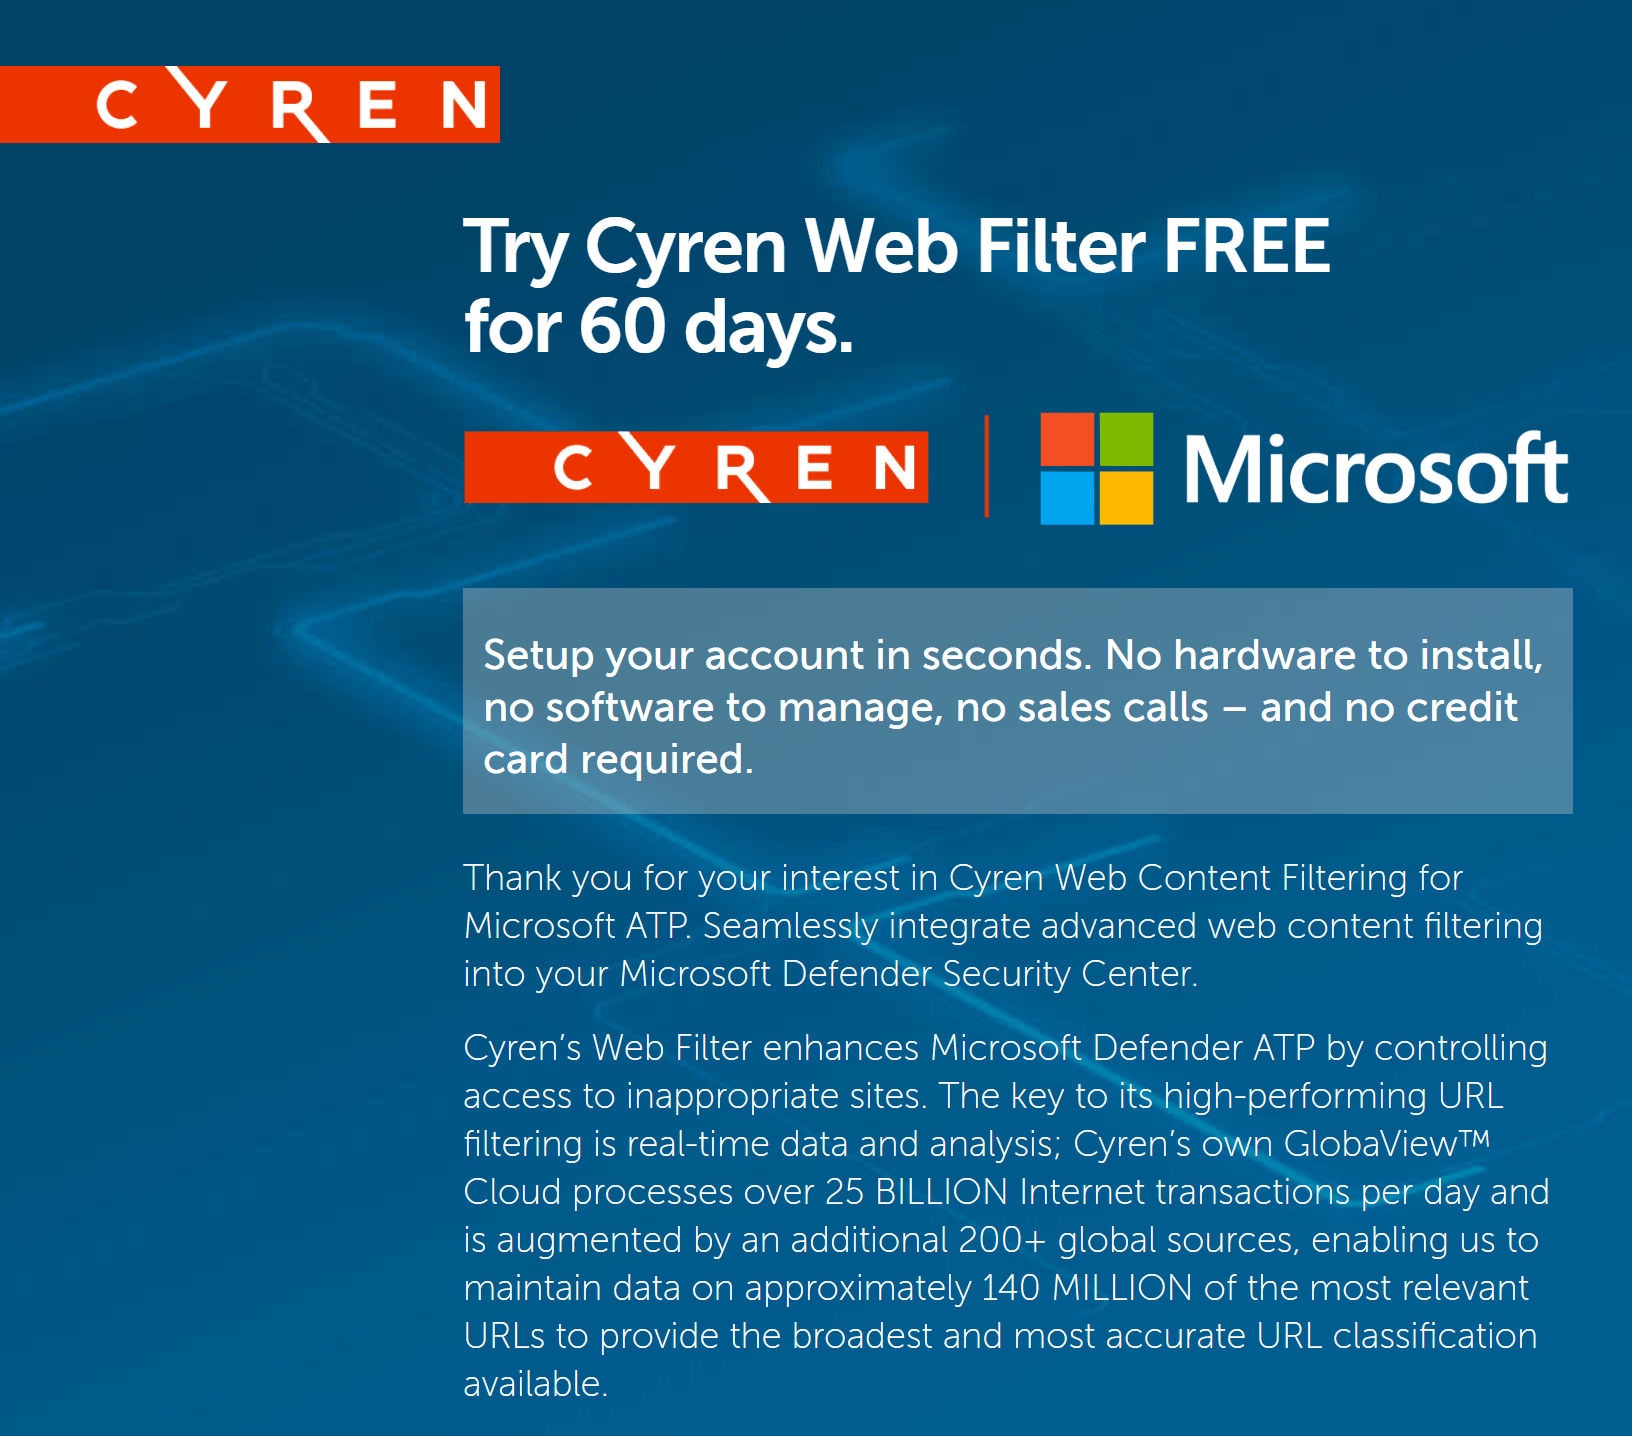 CYREN
Try Cyren Web Filter FREE
for 60 days.
CYREN | Microsoft
Setup your account in seconds. No hardware to install,
no software to manage, no sales calls – and no credit
card required.
Thank you for your interest in Cyren Web Content Filtering for
Microsoft ATP. Seamlessly integrate advanced web content filtering
into your Microsoft Defender Security Center.
Cyren’s Web Filter enhances Microsoft Defender ATP by controlling
access to inappropriate sites. The key to its high-performing URL
filtering is real-time data and analysis; Cyren’s own GlobaView™
Cloud processes over 25 BILLION Internet transactions per day and
is augmented by an additional 200+ global sources, enabling us to
maintain data on approximately 140 MILLION of the most relevant
URLs to provide the broadest and most accurate URL classification
available.